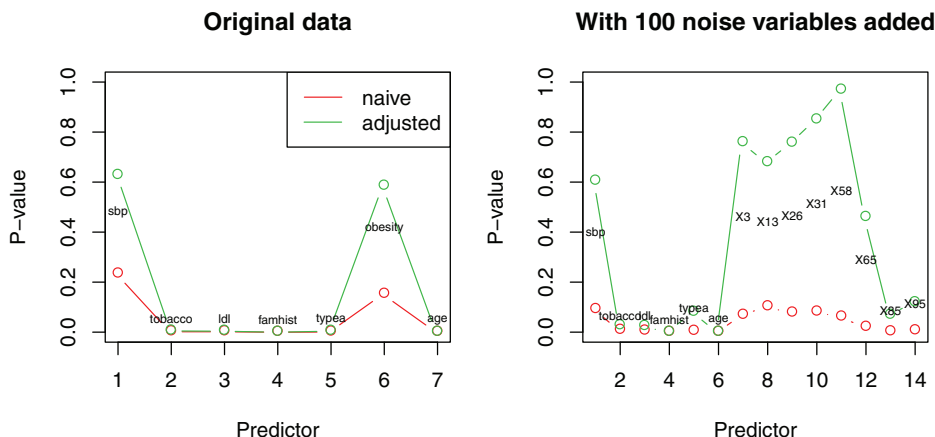 Original data
With 100 noise variables added
P−value
0.0 0.2 0.4 0.6 0.8 1.0
naive
adjusted
sbp
tobacco
ldl
famhist
typea
obesity
age
1 2 3 4 5 6 7
Predictor
P−value
0.0 0.2 0.4 0.6 0.8 1.0
sbp
tobacco
ldl
famhist
typea
age
X3
X13
X26
X31
X58
X65
X85
X95
2 4 6 8 10 12 14
Predictor